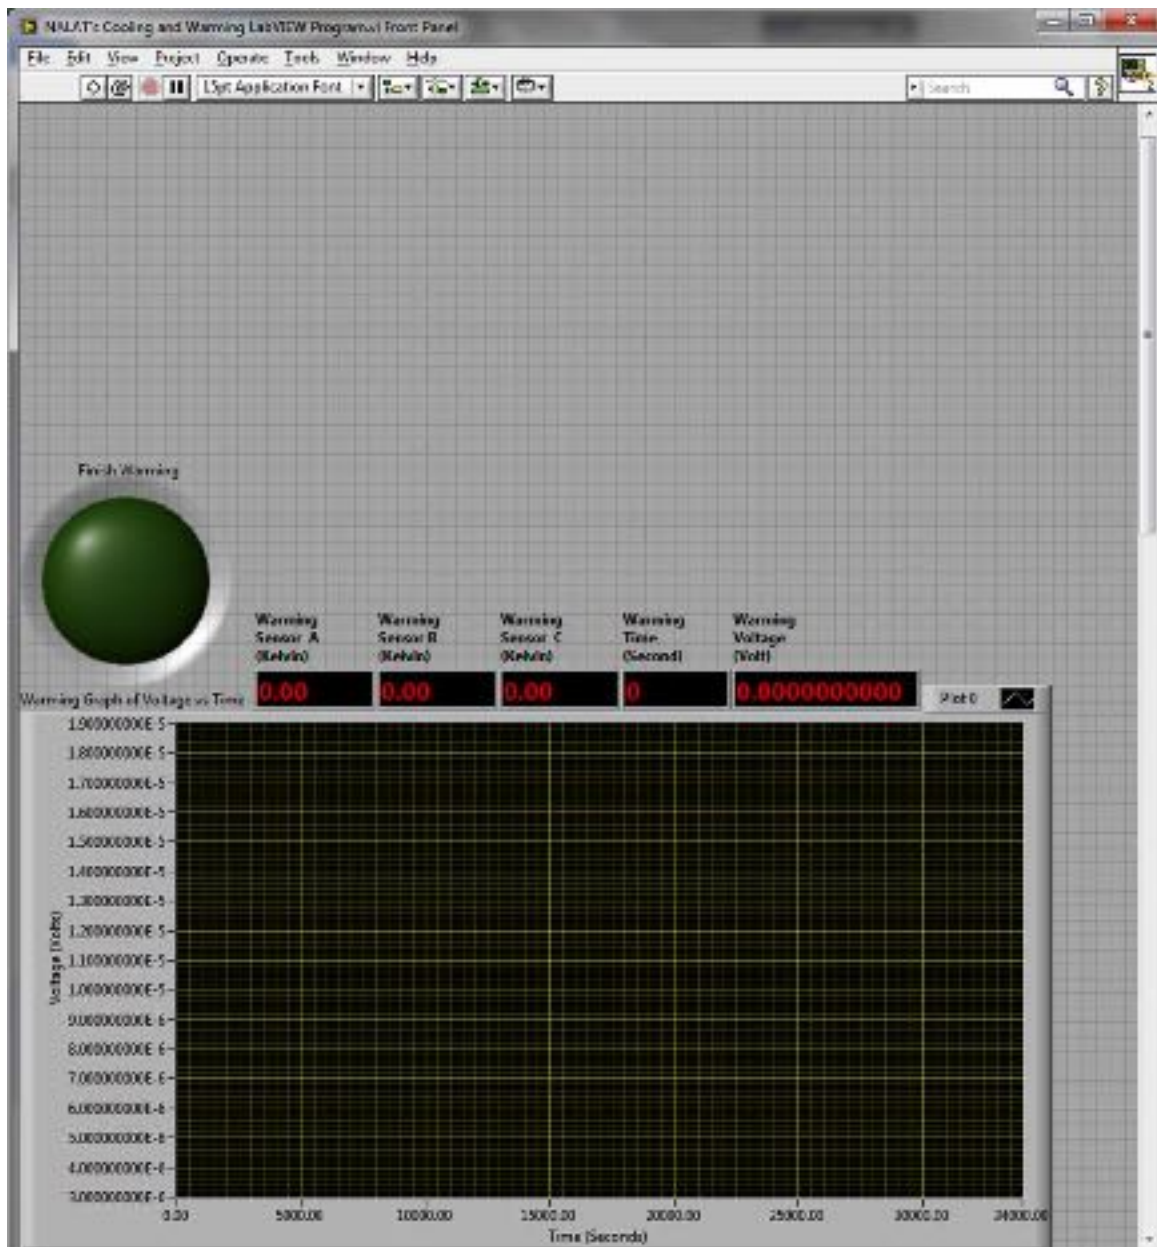 NALAT's Cooling and Warming LabVIEW Program.vi Front Panel
File Edit View Project Operate Tools Window Help
15pt Application Font
Search
2
Finish Warming
Warming Sensor A (Kelvin)
Warming Sensor B (Kelvin)
Warming Sensor C (Kelvin)
Warming Time (Second)
Warming Voltage (Volt)
0.00 0.00 0.00 0 0.0000000000
Warming Graph of Voltage vs Time
Plot 0
1.900000000E-5
1.800000000E-5
1.700000000E-5
1.600000000E-5
1.500000000E-5
1.400000000E-5
1.300000000E-5
1.200000000E-5
1.100000000E-5
1.000000000E-5
9.000000000E-6
8.000000000E-6
7.000000000E-6
6.000000000E-6
5.000000000E-6
4.000000000E-6
3.000000000E-6
Voltage (Volts)
0.00 5000.00 10000.00 15000.00 20000.00 25000.00 30000.00 34000.00
Time (Seconds)